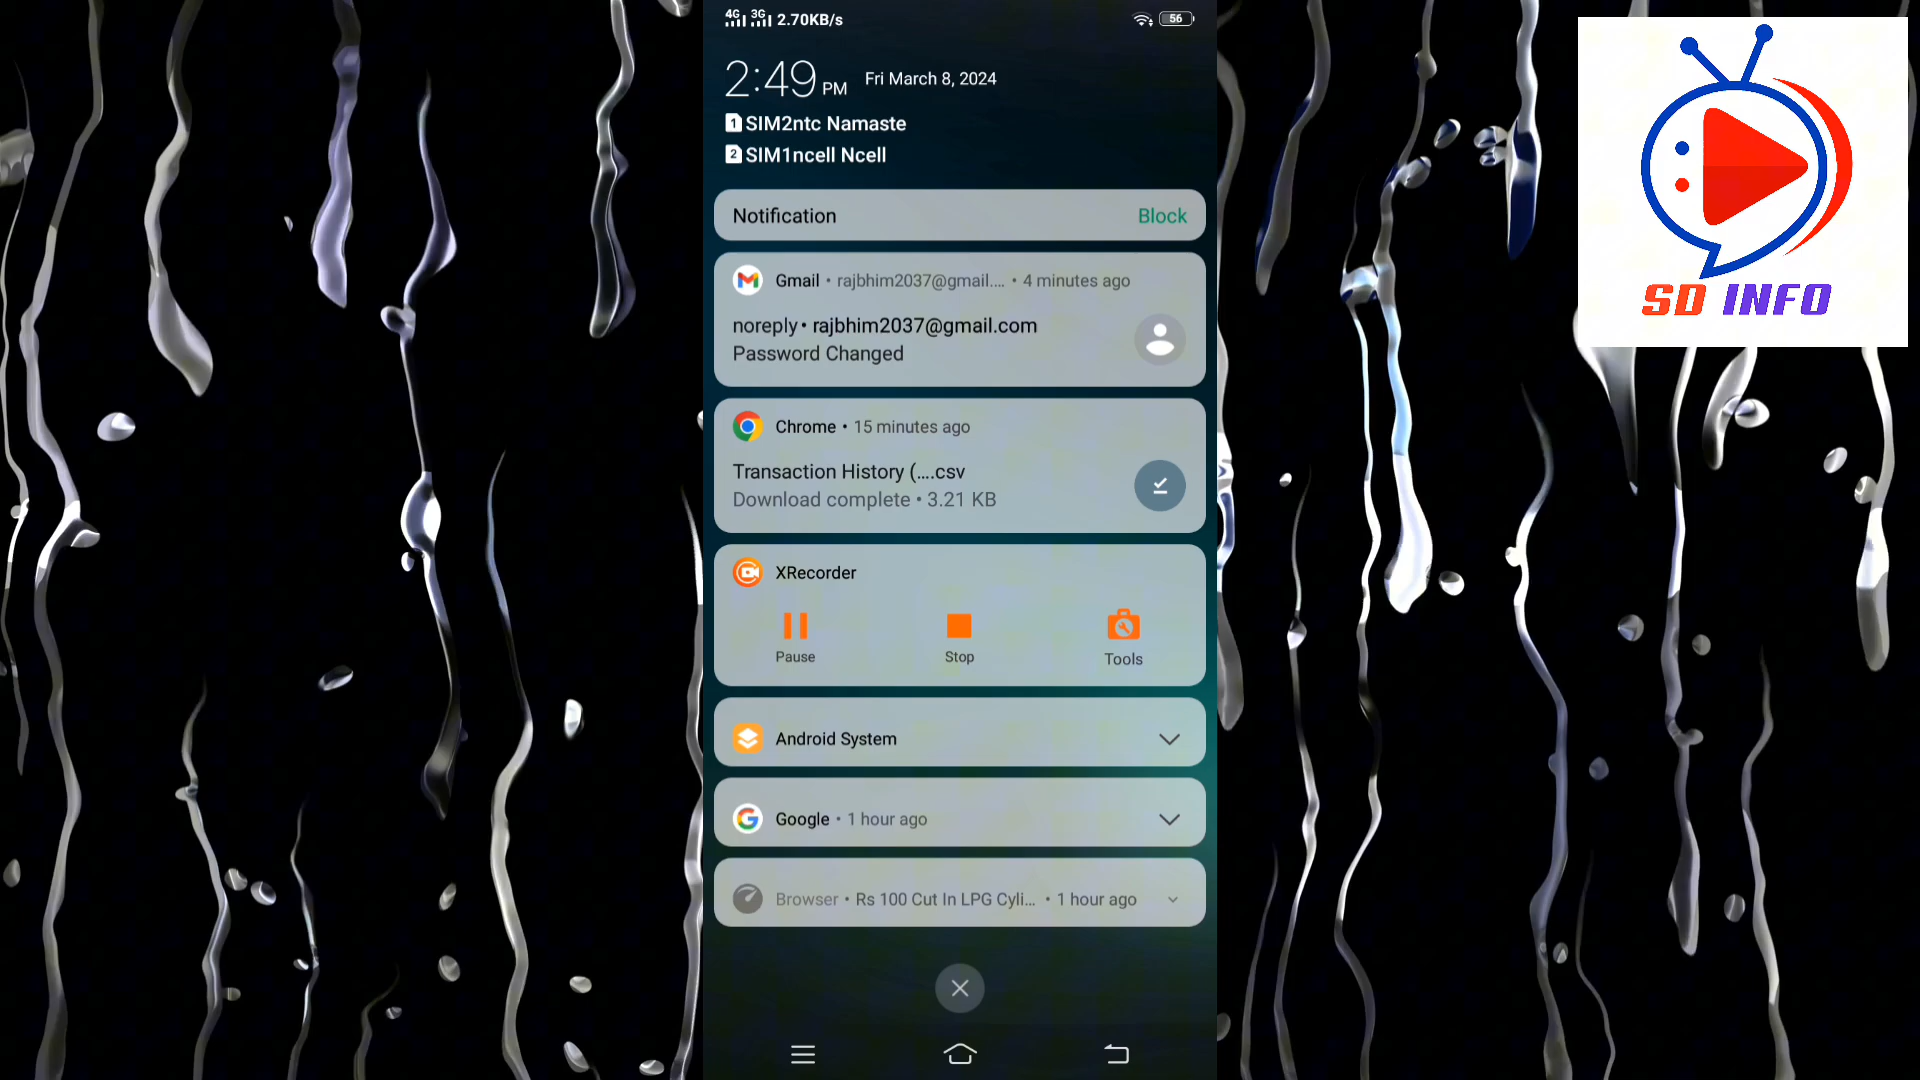 4G 3G 2.70KB/s 56
2:49 PM Fri March 8, 2024
1 SIM2ntc Namaste
2 SIM1ncell Ncell
Notification Block
Gmail • rajbhim2037@gmail.... • 4 minutes ago
noreply • rajbhim2037@gmail.com
Password Changed
Chrome • 15 minutes ago
Transaction History (....csv
Download complete • 3.21 KB
XRecorder
Pause Stop Tools
Android System
Google • 1 hour ago
Browser • Rs 100 Cut In LPG Cyli... • 1 hour ago
SD INFO